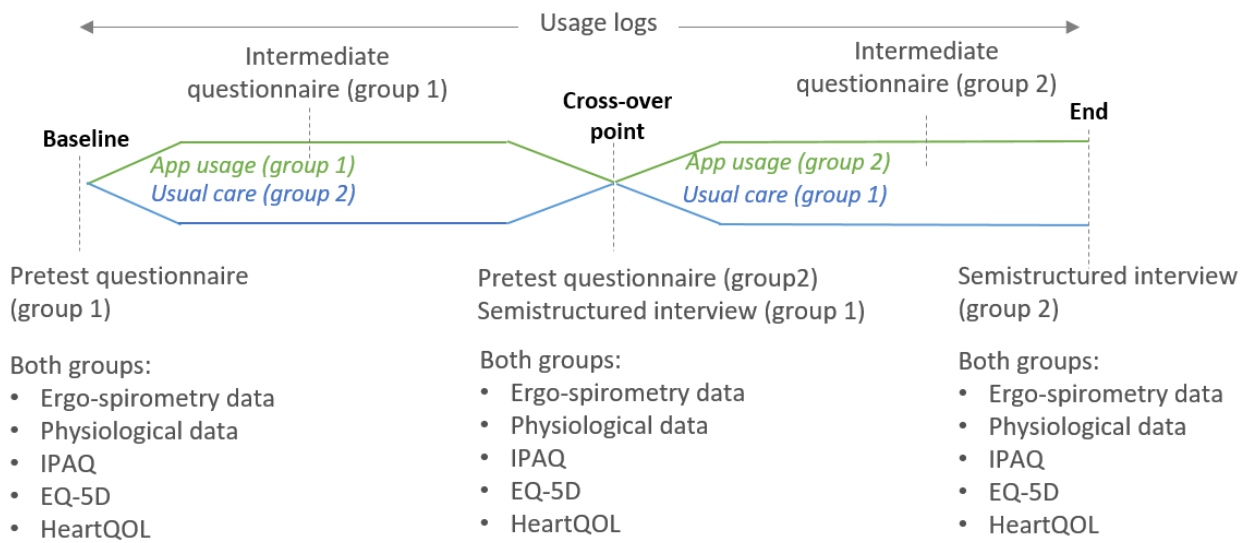 Usage logs
Intermediate
questionnaire (group 1)
Intermediate
questionnaire (group 2)
Baseline
Cross-over
point
End
App usage (group 1)
Usual care (group 2)
App usage (group 2)
Usual care (group 1)
Pretest questionnaire
(group 1)
Both groups:
• Ergo-spirometry data
• Physiological data
• IPAQ
• EQ-5D
• HeartQOL
Pretest questionnaire (group2)
Semistructured interview (group 1)
Both groups:
• Ergo-spirometry data
• Physiological data
• IPAQ
• EQ-5D
• HeartQOL
Semistructured interview
(group 2)
Both groups:
• Ergo-spirometry data
• Physiological data
• IPAQ
• EQ-5D
• HeartQOL